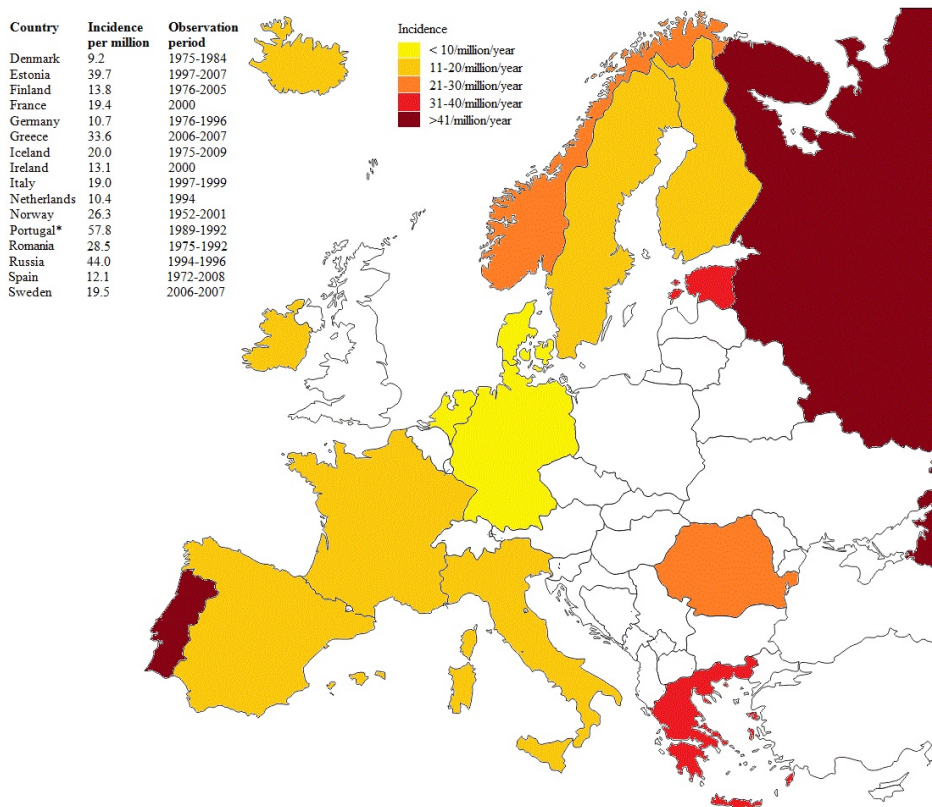 Country Incidence per million Observation period
Denmark 9.2 1975-1984
Estonia 39.7 1997-2007
Finland 13.8 1976-2005
France 19.4 2000
Germany 10.7 1976-1996
Greece 33.6 2006-2007
Iceland 20.0 1975-2009
Ireland 13.1 2000
Italy 19.0 1997-1999
Netherlands 10.4 1994
Norway 26.3 1952-2001
Portugal* 57.8 1989-1992
Romania 28.5 1975-1992
Russia 44.0 1994-1996
Spain 12.1 1972-2008
Sweden 19.5 2006-2007
Incidence
< 10/million/year
11-20/million/year
21-30/million/year
31-40/million/year
>41/million/year